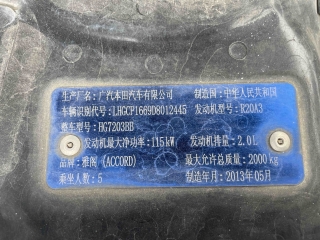 生产厂名：广汽本田汽车有限公司 制造国：中华人民共和国
车辆识别代号：LHGCP1669D8012445 发动机型号：R20A3
整车型号：HG7203BB
发动机最大净功率：115kW 发动机排量：2.0L
品牌：雅阁 (ACCORD) 最大允许总质量：2000kg
乘坐人数：5 制造年月：2013年05月